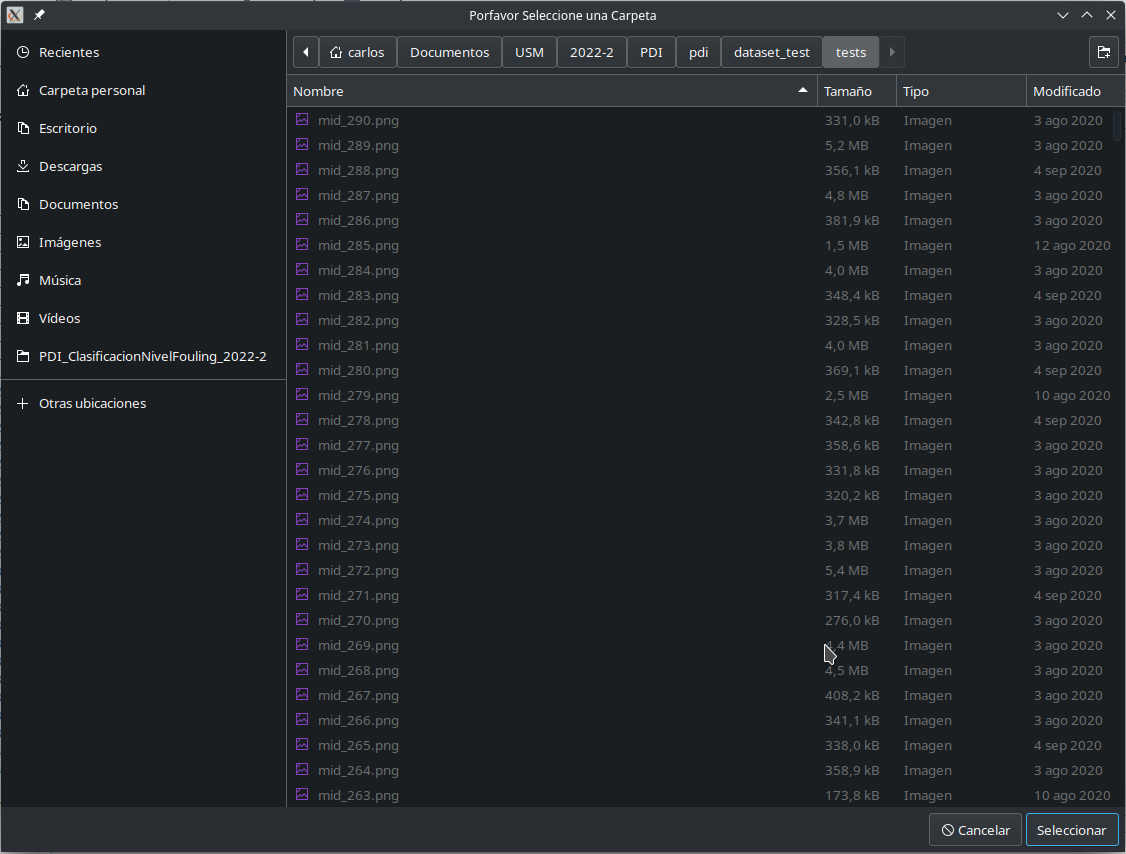 Porfavor Seleccione una Carpeta
Recientes
Carpeta personal
Escritorio
Descargas
Documentos
Imágenes
Música
Vídeos
PDI_ClasificacionNivelFouling_2022-2
Otras ubicaciones
carlos Documentos USM 2022-2 PDI pdi dataset_test tests
Nombre Tamaño Tipo Modificado
mid_290.png 331,0 kB Imagen 3 ago 2020
mid_289.png 5,2 MB Imagen 3 ago 2020
mid_288.png 356,1 kB Imagen 4 sep 2020
mid_287.png 4,8 MB Imagen 3 ago 2020
mid_286.png 381,9 kB Imagen 3 ago 2020
mid_285.png 1,5 MB Imagen 12 ago 2020
mid_284.png 4,0 MB Imagen 3 ago 2020
mid_283.png 348,4 kB Imagen 4 sep 2020
mid_282.png 328,5 kB Imagen 3 ago 2020
mid_281.png 4,0 MB Imagen 3 ago 2020
mid_280.png 369,1 kB Imagen 4 sep 2020
mid_279.png 2,5 MB Imagen 10 ago 2020
mid_278.png 342,8 kB Imagen 4 sep 2020
mid_277.png 358,6 kB Imagen 3 ago 2020
mid_276.png 331,8 kB Imagen 3 ago 2020
mid_275.png 320,2 kB Imagen 3 ago 2020
mid_274.png 3,7 MB Imagen 3 ago 2020
mid_273.png 3,8 MB Imagen 3 ago 2020
mid_272.png 5,4 MB Imagen 3 ago 2020
mid_271.png 317,4 kB Imagen 4 sep 2020
mid_270.png 276,0 kB Imagen 3 ago 2020
mid_269.png MB Imagen 3 ago 2020
mid_268.png 4,5 MB Imagen 3 ago 2020
mid_267.png 408,2 kB Imagen 3 ago 2020
mid_266.png 341,1 kB Imagen 3 ago 2020
mid_265.png 338,0 kB Imagen 4 sep 2020
mid_264.png 358,9 kB Imagen 3 ago 2020
mid_263.png 173,8 kB Imagen 10 ago 2020
Cancelar Seleccionar